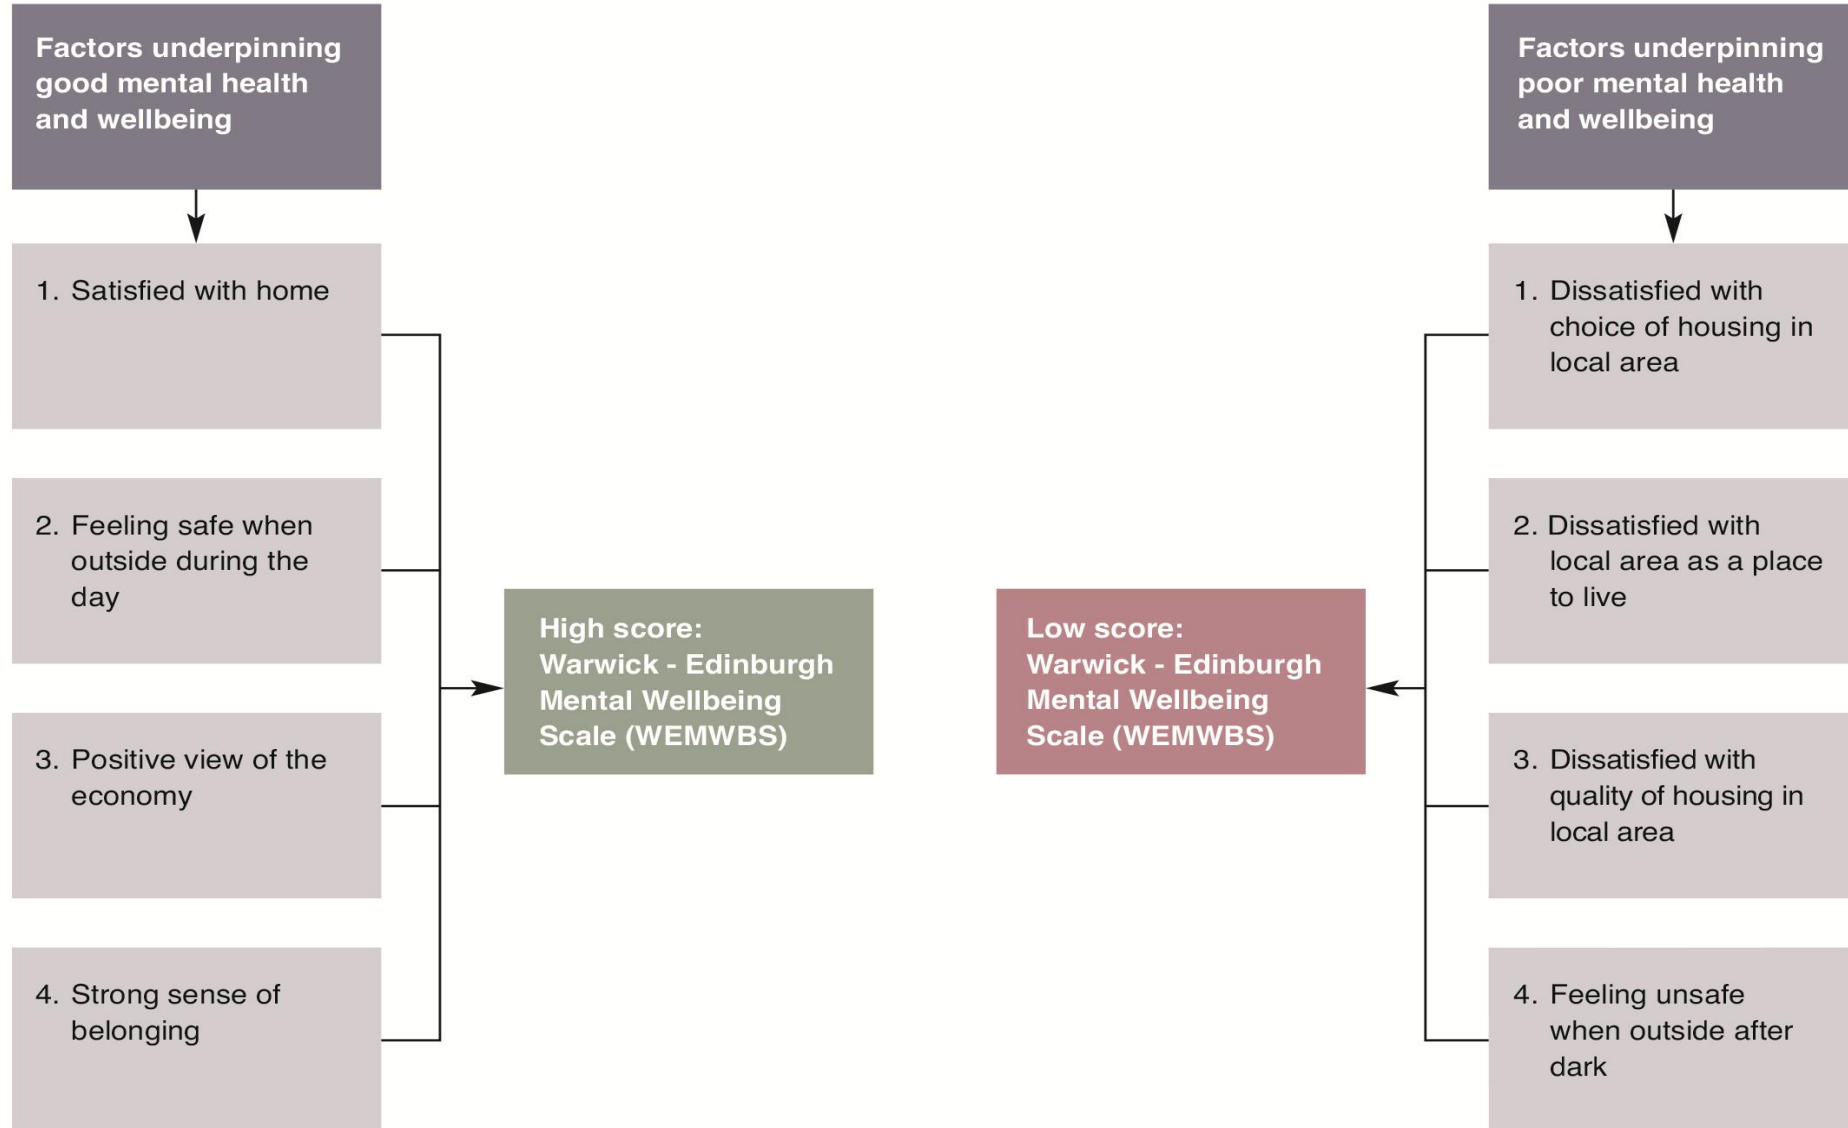 Factors underpinning
good mental health
and wellbeing
1. Satisfied with home
2. Feeling safe when
outside during the
day
3. Positive view of the
economy
4. Strong sense of
belonging
High score:
Warwick - Edinburgh
Mental Wellbeing
Scale (WEMWBS)
Low score:
Warwick - Edinburgh
Mental Wellbeing
Scale (WEMWBS)
Factors underpinning
poor mental health
and wellbeing
1. Dissatisfied with
choice of housing in
local area
2. Dissatisfied with
local area as a place
to live
3. Dissatisfied with
quality of housing in
local area
4. Feeling unsafe
when outside after
dark